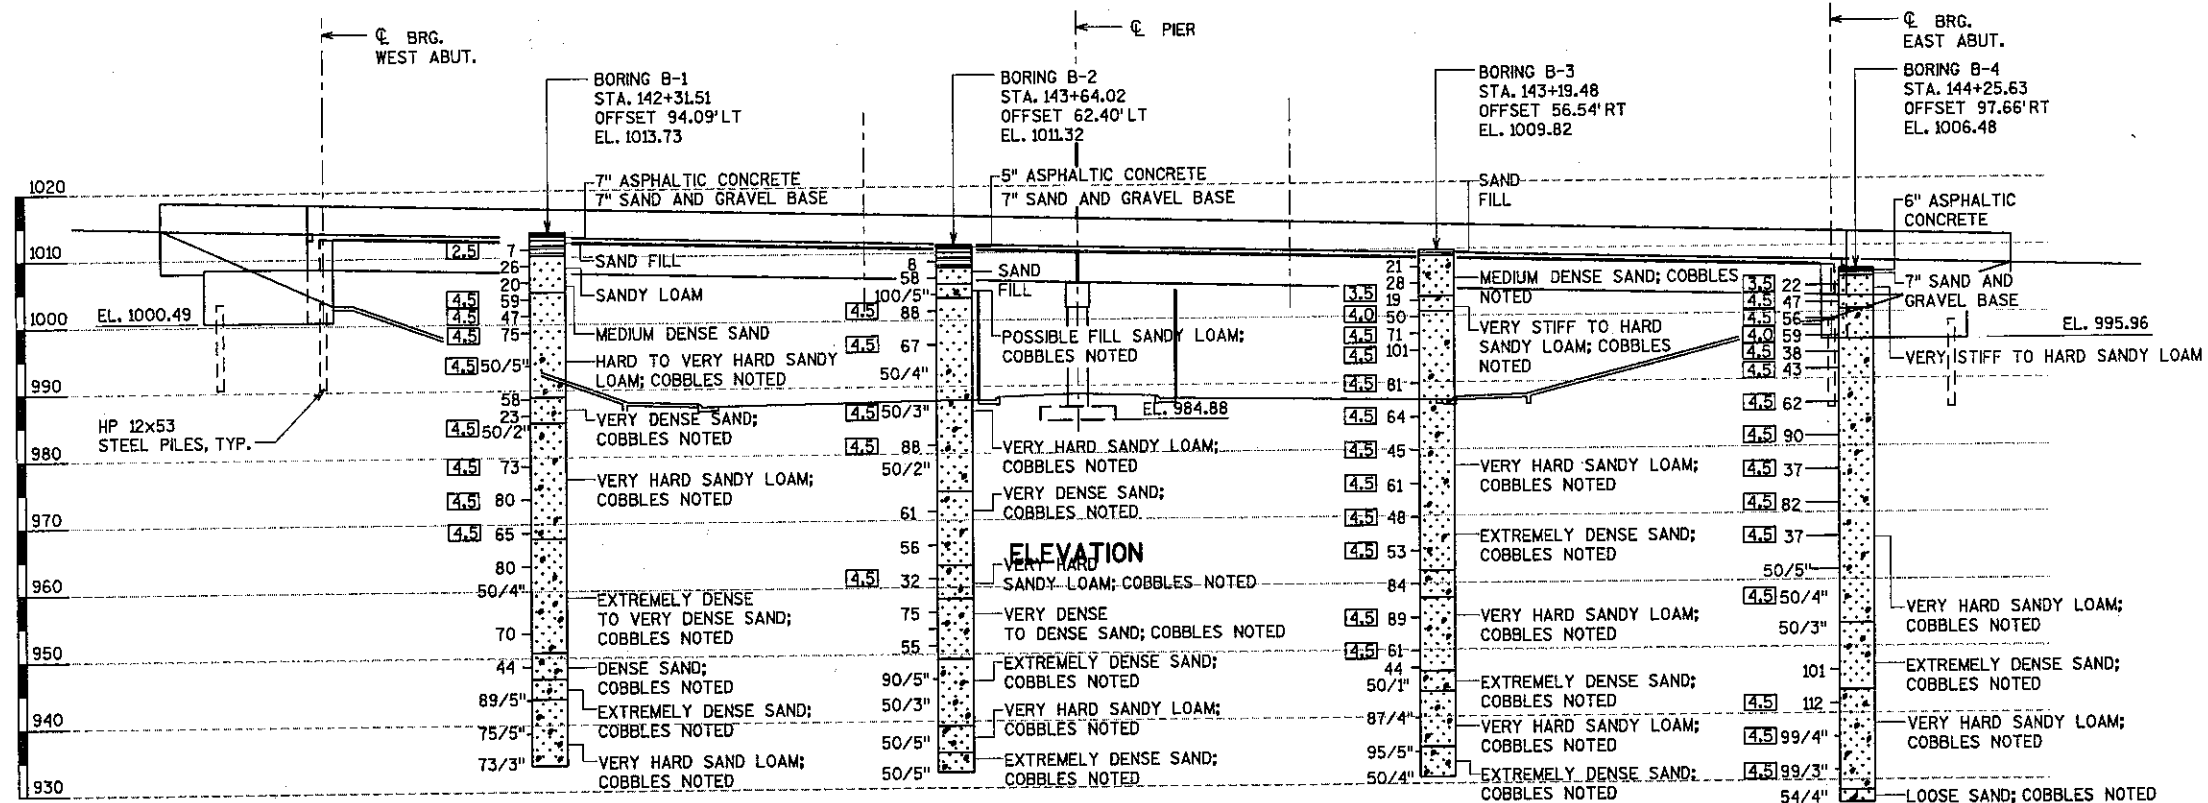 ℄ BRG.
WEST ABUT.
℄ PIER
℄ BRG.
EAST ABUT.
BORING B-1
STA. 142+31.51
OFFSET 94.09' LT
EL. 1013.73
BORING B-2
STA. 143+64.02
OFFSET 62.40' LT
EL. 1011.32
BORING B-3
STA. 143+19.48
OFFSET 56.54' RT
EL. 1009.82
BORING B-4
STA. 144+25.63
OFFSET 97.66' RT
EL. 1006.48
1020
1010
1000
990
980
970
960
950
940
930
EL. 1000.49
HP 12x53
STEEL PILES, TYP.
2.5 7
26
20
4.5 59
4.5 47
4.5 75
4.5 50/5"
58
23
4.5 50/2"
4.5 73
4.5 80
4.5 65
80
50/4"
70
44
89/5"
75/5"
73/3"
7" ASPHALTIC CONCRETE
7" SAND AND GRAVEL BASE
SAND FILL
SANDY LOAM
MEDIUM DENSE SAND
HARD TO VERY HARD SANDY
LOAM; COBBLES NOTED
VERY DENSE SAND;
COBBLES NOTED
VERY HARD SANDY LOAM;
COBBLES NOTED
EXTREMELY DENSE
TO VERY DENSE SAND;
COBBLES NOTED
DENSE SAND;
COBBLES NOTED
EXTREMELY DENSE SAND;
COBBLES NOTED
VERY HARD SAND LOAM;
COBBLES NOTED
8
58
100/5"
4.5 88
4.5 67
50/4"
4.5 50/3"
4.5 88
50/2"
61
56
4.5 32
75
55
90/5"
50/3"
50/5"
50/5"
5" ASPHALTIC CONCRETE
7" SAND AND GRAVEL BASE
SAND
FILL
POSSIBLE FILL SANDY LOAM;
COBBLES NOTED
EL. 984.88
VERY HARD SANDY LOAM;
COBBLES NOTED
VERY DENSE SAND;
COBBLES NOTED
ELEVATION
VERY HARD
SANDY LOAM; COBBLES NOTED
VERY DENSE
TO DENSE SAND; COBBLES NOTED
EXTREMELY DENSE SAND;
COBBLES NOTED
VERY HARD SANDY LOAM;
COBBLES NOTED
EXTREMELY DENSE SAND;
COBBLES NOTED
21
28
3.5 19
4.0 50
4.5 71
4.5 101
4.5 81
4.5 64
4.5 45
4.5 61
4.5 48
4.5 53
84
4.5 89
4.5 61
44
50/1"
87/4"
95/5"
50/4"
SAND
FILL
MEDIUM DENSE SAND; COBBLES
NOTED
VERY STIFF TO HARD
SANDY LOAM; COBBLES
NOTED
VERY HARD SANDY LOAM;
COBBLES NOTED
EXTREMELY DENSE SAND;
COBBLES NOTED
VERY HARD SANDY LOAM;
COBBLES NOTED
EXTREMELY DENSE SAND;
COBBLES NOTED
VERY HARD SANDY LOAM;
COBBLES NOTED
EXTREMELY DENSE SAND;
COBBLES NOTED
3.5 22
4.5 47
4.5 56
4.0 59
4.5 38
4.5 43
4.5 62
4.5 90
4.5 37
4.5 82
4.5 37
50/5"
4.5 50/4"
50/3"
101
4.5 112
4.5 99/4"
4.5 99/3"
54/4"
6" ASPHALTIC
CONCRETE
7" SAND AND
GRAVEL BASE
EL. 995.96
VERY STIFF TO HARD SANDY LOAM
VERY HARD SANDY LOAM;
COBBLES NOTED
EXTREMELY DENSE SAND;
COBBLES NOTED
VERY HARD SANDY LOAM;
COBBLES NOTED
LOOSE SAND; COBBLES NOTED